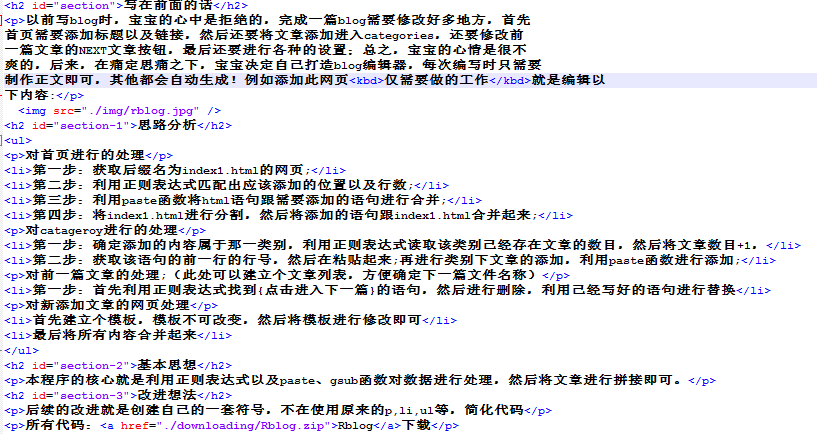 <h2 id="section">写在前面的话</h2>
<p>以前写blog时，宝宝的心中是拒绝的，完成一篇blog需要修改好多地方，首先
首页需要添加标题以及链接，然后还要将文章添加进入categories，还要修改前
一篇文章的NEXT文章按钮，最后还要进行各种的设置；总之，宝宝的心情是很不
爽的，后来，在痛定思痛之下，宝宝决定自己打造blog编辑器，每次编写时只需要
制作正文即可，其他都会自动生成！例如添加此网页<kbd>仅需要做的工作</kbd>就是编辑以
下内容:</p>
<img src="./img/rblog.jpg" />
<h2 id="section-1">思路分析</h2>
<ul>
<p>对首页进行的处理</p>
<li>第一步：获取后缀名为index1.html的网页;</li>
<li>第二步：利用正则表达式匹配出应该添加的位置以及行数;</li>
<li>第三步：利用paste函数将html语句跟需要添加的语句进行合并;</li>
<li>第四步：将index1.html进行分割，然后将添加的语句跟index1.html合并起来;</li>
<p>对catageroy进行的处理</p>
<li>第一步：确定添加的内容属于那一类别，利用正则表达式读取该类别已经存在文章的数目，然后将文章数目+1，</li>
<li>第二步：获取该语句的前一行的行号，然后在粘贴起来;再进行类别下文章的添加，利用paste函数进行添加;</li>
<p>对前一篇文章的处理;（此处可以建立个文章列表，方便确定下一篇文件名称）</p>
<li>第一步：首先利用正则表达式找到{点击进入下一篇}的语句，然后进行删除，利用已经写好的语句进行替换</li>
<p>对新添加文章的网页处理</p>
<li>首先建立个模板，模板不可改变，然后将模板进行修改即可</li>
<li>最后将所有内容合并起来</li>
</ul>
<h2 id="section-2">基本思想</h2>
<p>本程序的核心就是利用正则表达式以及paste、gsub函数对数据进行处理，然后将文章进行拼接即可。</p>
<h2 id="section-3">改进想法</h2>
<p>后续的改进就是创建自己的一套符号，不在使用原来的p,li,ul等，简化代码</p>
<p>所有代码：<a href="./downloading/Rblog.zip">Rblog</a>下载</p>